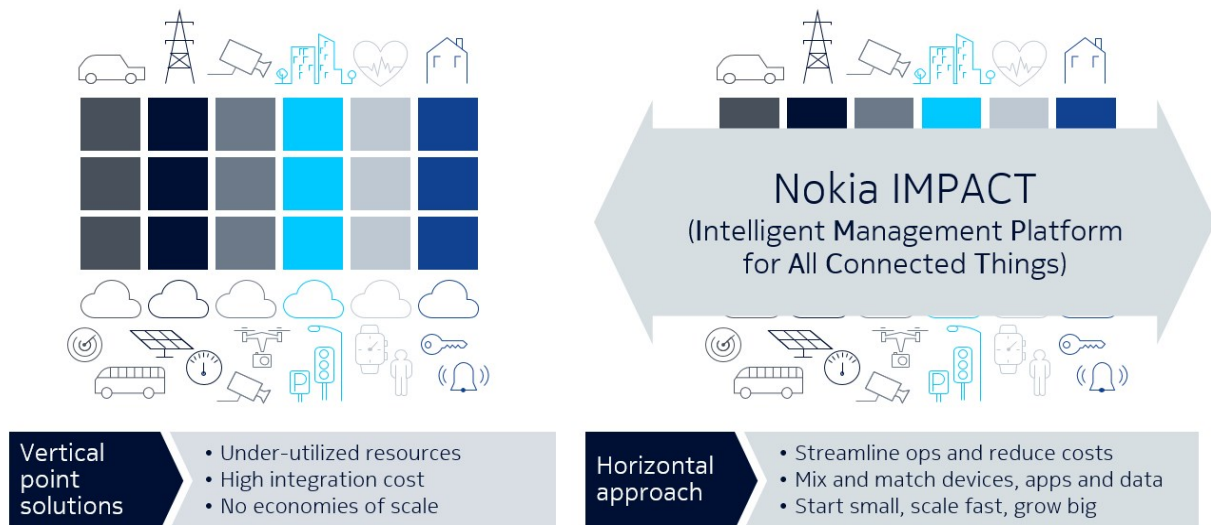 Nokia IMPACT
(Intelligent Management Platform
for All Connected Things)
P
P
Vertical
point
solutions
• Under-utilized resources
• High integration cost
• No economies of scale
Horizontal
approach
• Streamline ops and reduce costs
• Mix and match devices, apps and data
• Start small, scale fast, grow big